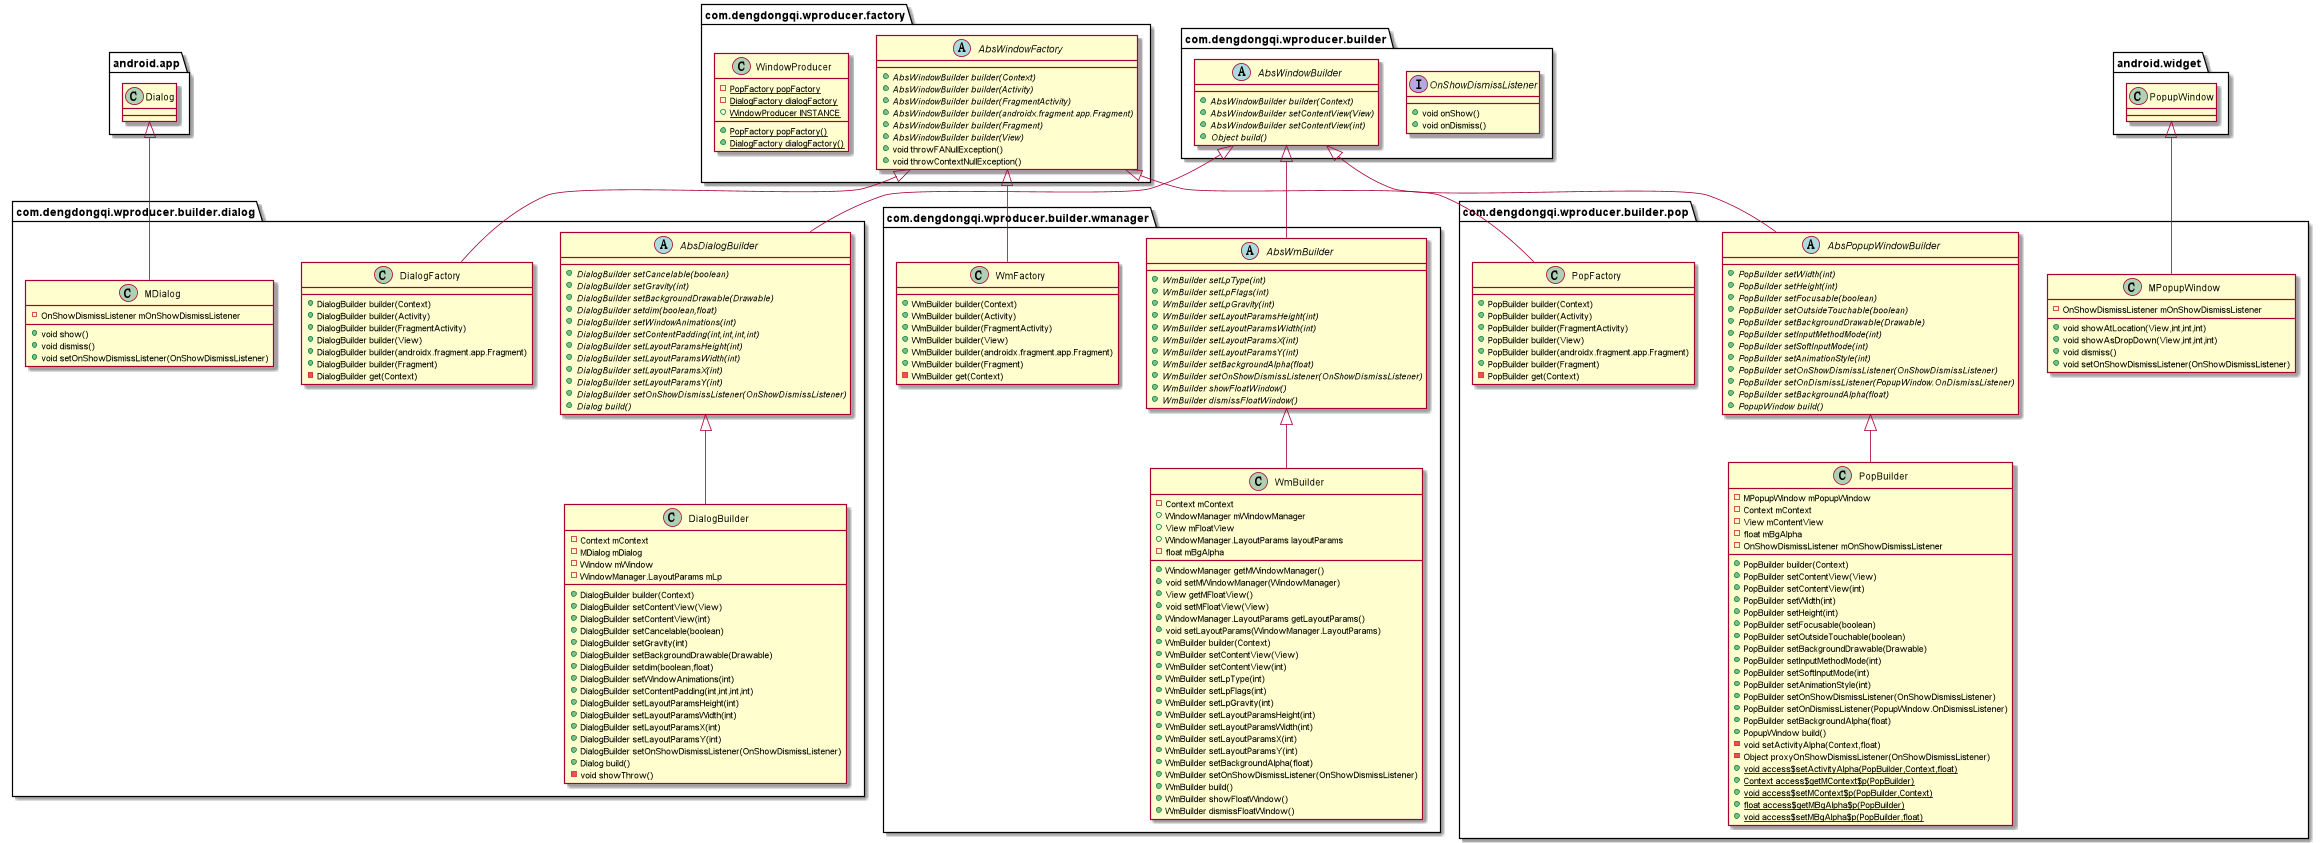 com.dengdongqi.wproducer.factory
C WindowProducer
PopFactory popFactory
DialogFactory dialogFactory
WindowProducer INSTANCE
PopFactory popFactory()
DialogFactory dialogFactory()
A AbsWindowFactory
AbsWindowBuilder builder(Context)
AbsWindowBuilder builder(Activity)
AbsWindowBuilder builder(FragmentActivity)
AbsWindowBuilder builder(androidx.fragment.app.Fragment)
AbsWindowBuilder builder(Fragment)
AbsWindowBuilder builder(View)
void throwFANullException()
void throwContextNullException()
com.dengdongqi.wproducer.builder
A AbsWindowBuilder
AbsWindowBuilder builder(Context)
AbsWindowBuilder setContentView(View)
AbsWindowBuilder setContentView(int)
Object build()
I OnShowDismissListener
void onShow()
void onDismiss()
android.app
C Dialog
android.widget
C PopupWindow
com.dengdongqi.wproducer.builder.dialog
C MDialog
OnShowDismissListener mOnShowDismissListener
void show()
void dismiss()
void setOnShowDismissListener(OnShowDismissListener)
C DialogFactory
DialogBuilder builder(Context)
DialogBuilder builder(Activity)
DialogBuilder builder(FragmentActivity)
DialogBuilder builder(View)
DialogBuilder builder(androidx.fragment.app.Fragment)
DialogBuilder builder(Fragment)
DialogBuilder get(Context)
A AbsDialogBuilder
DialogBuilder setCancelable(boolean)
DialogBuilder setGravity(int)
DialogBuilder setBackgroundDrawable(Drawable)
DialogBuilder setdim(boolean,float)
DialogBuilder setWindowAnimations(int)
DialogBuilder setContentPadding(int,int,int,int)
DialogBuilder setLayoutParamsHeight(int)
DialogBuilder setLayoutParamsWidth(int)
DialogBuilder setLayoutParamsX(int)
DialogBuilder setLayoutParamsY(int)
DialogBuilder setOnShowDismissListener(OnShowDismissListener)
Dialog build()
C DialogBuilder
Context mContext
MDialog mDialog
Window mWindow
WindowManager.LayoutParams mLp
DialogBuilder builder(Context)
DialogBuilder setContentView(View)
DialogBuilder setContentView(int)
DialogBuilder setCancelable(boolean)
DialogBuilder setGravity(int)
DialogBuilder setBackgroundDrawable(Drawable)
DialogBuilder setdim(boolean,float)
DialogBuilder setWindowAnimations(int)
DialogBuilder setContentPadding(int,int,int,int)
DialogBuilder setLayoutParamsHeight(int)
DialogBuilder setLayoutParamsWidth(int)
DialogBuilder setLayoutParamsX(int)
DialogBuilder setLayoutParamsY(int)
DialogBuilder setOnShowDismissListener(OnShowDismissListener)
Dialog build()
void showThrow()
com.dengdongqi.wproducer.builder.wmanager
C WmFactory
WmBuilder builder(Context)
WmBuilder builder(Activity)
WmBuilder builder(FragmentActivity)
WmBuilder builder(View)
WmBuilder builder(androidx.fragment.app.Fragment)
WmBuilder builder(Fragment)
WmBuilder get(Context)
A AbsWmBuilder
WmBuilder setLpType(int)
WmBuilder setLpFlags(int)
WmBuilder setLpGravity(int)
WmBuilder setLayoutParamsHeight(int)
WmBuilder setLayoutParamsWidth(int)
WmBuilder setLayoutParamsX(int)
WmBuilder setLayoutParamsY(int)
WmBuilder setBackgroundAlpha(float)
WmBuilder setOnShowDismissListener(OnShowDismissListener)
WmBuilder showFloatWindow()
WmBuilder dismissFloatWindow()
C WmBuilder
Context mContext
WindowManager mWindowManager
View mFloatView
WindowManager.LayoutParams layoutParams
float mBgAlpha
WindowManager getMWindowManager()
void setMWindowManager(WindowManager)
View getMFloatView()
void setMFloatView(View)
WindowManager.LayoutParams getLayoutParams()
void setLayoutParams(WindowManager.LayoutParams)
WmBuilder builder(Context)
WmBuilder setContentView(View)
WmBuilder setContentView(int)
WmBuilder setLpType(int)
WmBuilder setLpFlags(int)
WmBuilder setLpGravity(int)
WmBuilder setLayoutParamsHeight(int)
WmBuilder setLayoutParamsWidth(int)
WmBuilder setLayoutParamsX(int)
WmBuilder setLayoutParamsY(int)
WmBuilder setBackgroundAlpha(float)
WmBuilder setOnShowDismissListener(OnShowDismissListener)
WmBuilder build()
WmBuilder showFloatWindow()
WmBuilder dismissFloatWindow()
com.dengdongqi.wproducer.builder.pop
C PopFactory
PopBuilder builder(Context)
PopBuilder builder(Activity)
PopBuilder builder(FragmentActivity)
PopBuilder builder(View)
PopBuilder builder(androidx.fragment.app.Fragment)
PopBuilder builder(Fragment)
PopBuilder get(Context)
A AbsPopupWindowBuilder
PopBuilder setWidth(int)
PopBuilder setHeight(int)
PopBuilder setFocusable(boolean)
PopBuilder setOutsideTouchable(boolean)
PopBuilder setBackgroundDrawable(Drawable)
PopBuilder setInputMethodMode(int)
PopBuilder setSoftInputMode(int)
PopBuilder setAnimationStyle(int)
PopBuilder setOnShowDismissListener(OnShowDismissListener)
PopBuilder setOnDismissListener(PopupWindow.OnDismissListener)
PopBuilder setBackgroundAlpha(float)
PopupWindow build()
C MPopupWindow
OnShowDismissListener mOnShowDismissListener
void showAtLocation(View,int,int,int)
void showAsDropDown(View,int,int,int)
void dismiss()
void setOnShowDismissListener(OnShowDismissListener)
C PopBuilder
MPopupWindow mPopupWindow
Context mContext
View mContentView
float mBgAlpha
OnShowDismissListener mOnShowDismissListener
PopBuilder builder(Context)
PopBuilder setContentView(View)
PopBuilder setContentView(int)
PopBuilder setWidth(int)
PopBuilder setHeight(int)
PopBuilder setFocusable(boolean)
PopBuilder setOutsideTouchable(boolean)
PopBuilder setBackgroundDrawable(Drawable)
PopBuilder setInputMethodMode(int)
PopBuilder setSoftInputMode(int)
PopBuilder setAnimationStyle(int)
PopBuilder setOnShowDismissListener(OnShowDismissListener)
PopBuilder setOnDismissListener(PopupWindow.OnDismissListener)
PopBuilder setBackgroundAlpha(float)
PopupWindow build()
void setActivityAlpha(Context,float)
Object proxyOnShowDismissListener(OnShowDismissListener)
void access$setActivityAlpha(PopBuilder,Context,float)
Context access$getMContext$p(PopBuilder)
void access$setMContext$p(PopBuilder,Context)
float access$getMBgAlpha$p(PopBuilder)
void access$setMBgAlpha$p(PopBuilder,float)